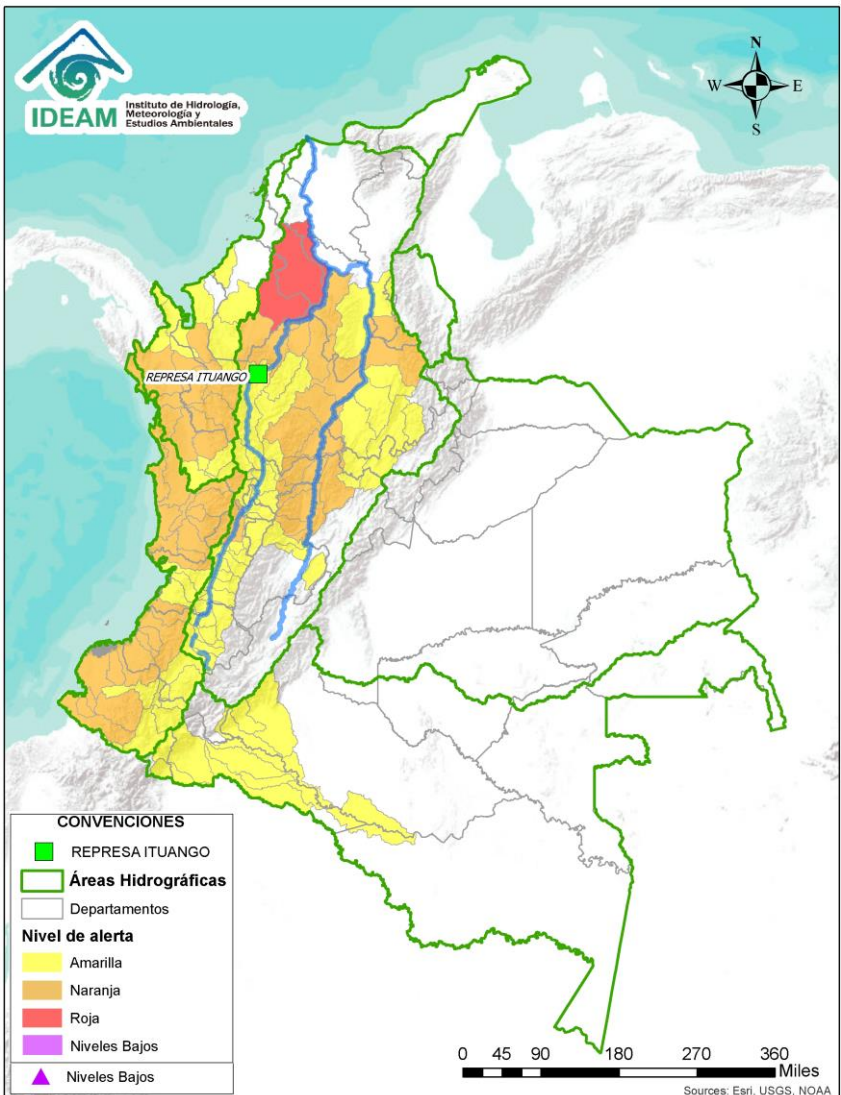 IDEAM
Instituto de Hidrología,
Meteorología y
Estudios Ambientales
N
W
E
S
REPRESA ITUANGO
CONVENCIONES
REPRESA ITUANGO
Áreas Hidrográficas
Departamentos
Nivel de alerta
Amarilla
Naranja
Roja
Niveles Bajos
Niveles Bajos
0 45 90 180 270 360
Miles
Sources: Esri, USGS, NOAA